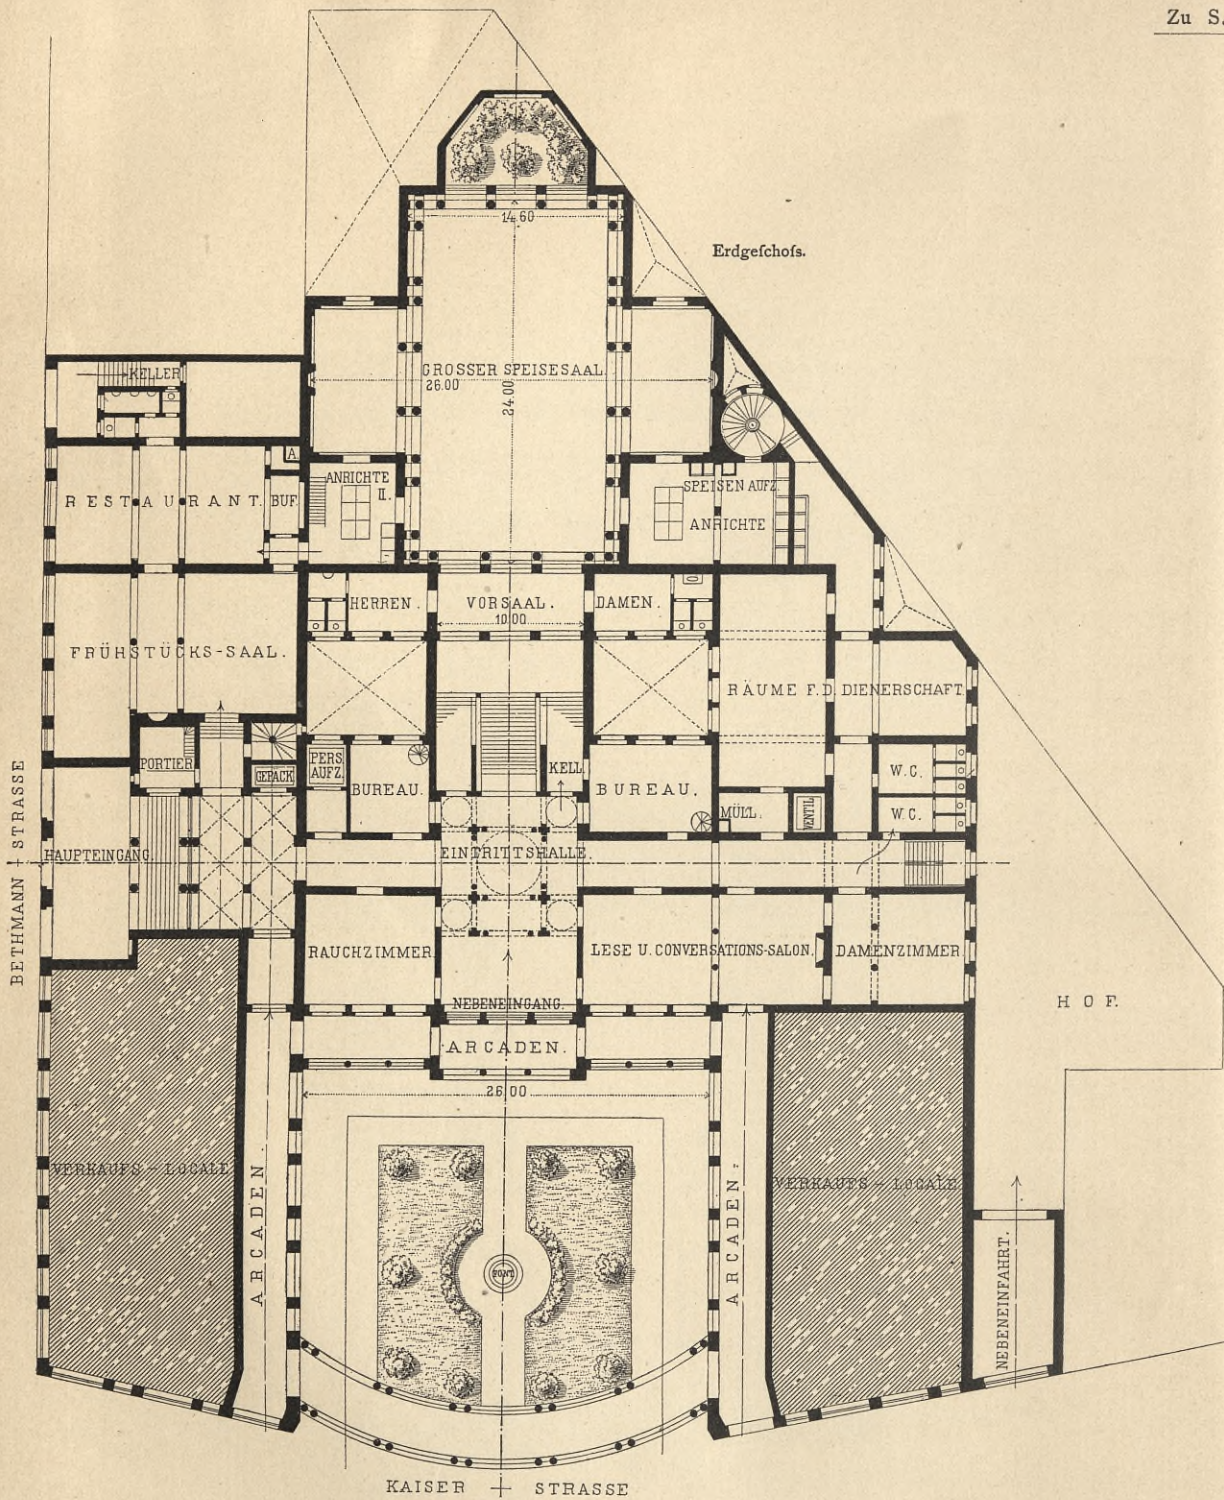 Zu S.
Erdgeſchoſs.
14.60
GROSSER SPEISESAAL.
26.00
24.00
KELLER
A.
RESTAURANT.
BUF.
ANRICHTE
II.
SPEISEN AUFZ.
ANRICHTE
HERREN.
VORSAAL.
10.00
DAMEN.
FRÜHSTÜCKS-SAAL.
RÄUME F. D. DIENERSCHAFT.
PORTIER
GEPÄCK
PERS.
AUFZ.
BUREAU.
KELL.
BUREAU.
MÜLL.
VENTIL
W.C.
W.C.
HAUPTEINGANG.
EINTRITTSHALLE.
BETHMANN STRASSE
RAUCHZIMMER.
LESE U. CONVERSATIONS-SALON.
DAMENZIMMER.
NEBENEINGANG.
HOF.
ARCADEN.
26.00
VERKAUFS-LOCALE
ARCADEN.
FONT
ARCADEN.
VERKAUFS-LOCALE
NEBENEINFAHRT.
KAISER STRASSE